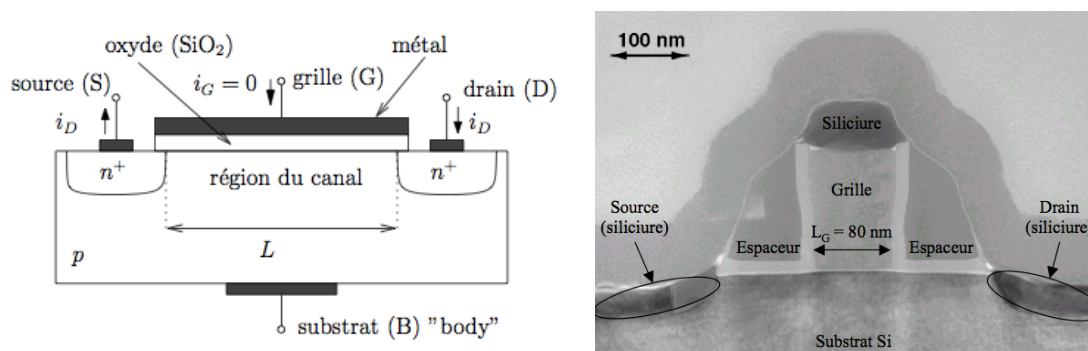 oxyde (SiO₂)
métal
source (S)
i_G = 0
grille (G)
drain (D)
i_D
i_D
n⁺
région du canal
n⁺
L
p
substrat (B) "body"
100 nm
Siliciure
Grille
Source
(siliciure)
Drain
(siliciure)
Espaceur
L_G = 80 nm
Espaceur
Substrat Si